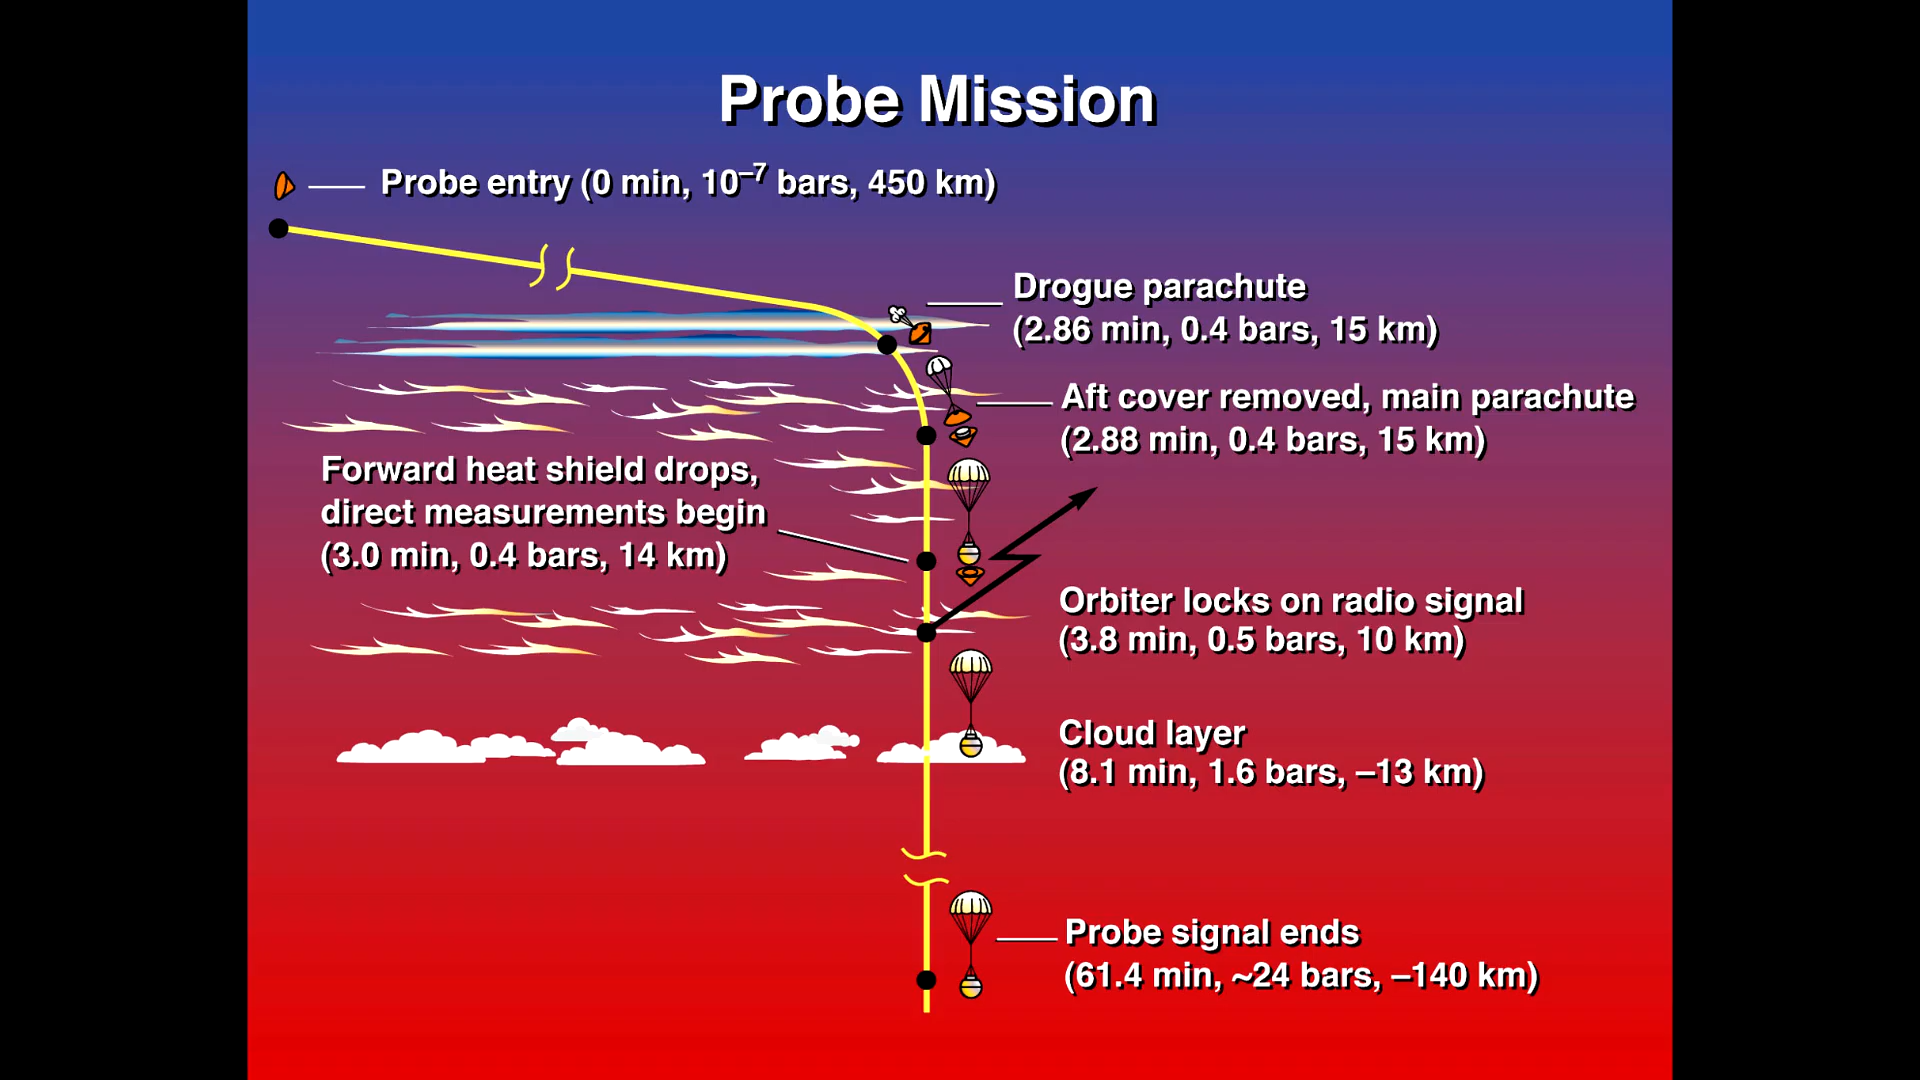 Probe Mission
Probe entry (0 min, 10⁻⁷ bars, 450 km)
Drogue parachute
(2.86 min, 0.4 bars, 15 km)
Aft cover removed, main parachute
(2.88 min, 0.4 bars, 15 km)
Forward heat shield drops,
direct measurements begin
(3.0 min, 0.4 bars, 14 km)
Orbiter locks on radio signal
(3.8 min, 0.5 bars, 10 km)
Cloud layer
(8.1 min, 1.6 bars, –13 km)
Probe signal ends
(61.4 min, ~24 bars, –140 km)